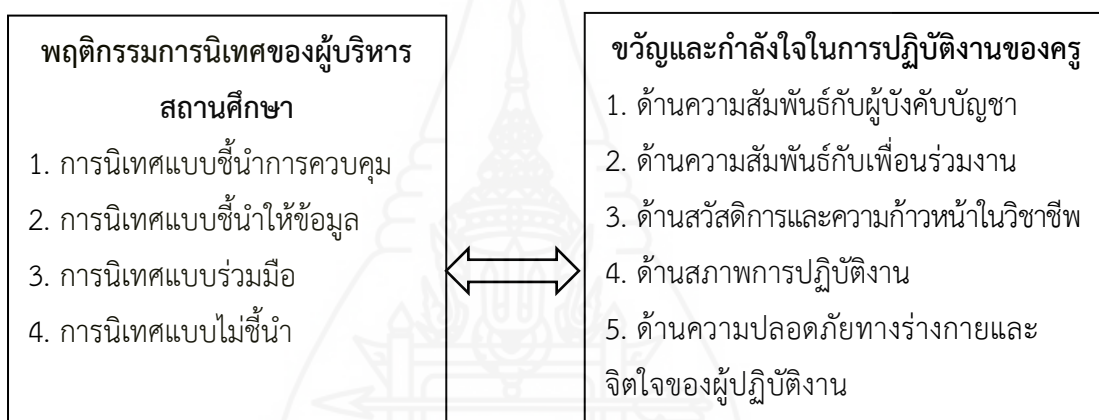 พฤติกรรมการนิเทศของผู้บริหาร
สถานศึกษา
1. การนิเทศแบบชี้นำการควบคุม
2. การนิเทศแบบชี้นำให้ข้อมูล
3. การนิเทศแบบร่วมมือ
4. การนิเทศแบบไม่ชี้นำ
ขวัญและกำลังใจในการปฏิบัติงานของครู
1. ด้านความสัมพันธ์กับผู้บังคับบัญชา
2. ด้านความสัมพันธ์กับเพื่อนร่วมงาน
3. ด้านสวัสดิการและความก้าวหน้าในวิชาชีพ
4. ด้านสภาพการปฏิบัติงาน
5. ด้านความปลอดภัยทางร่างกายและ
จิตใจของผู้ปฏิบัติงาน